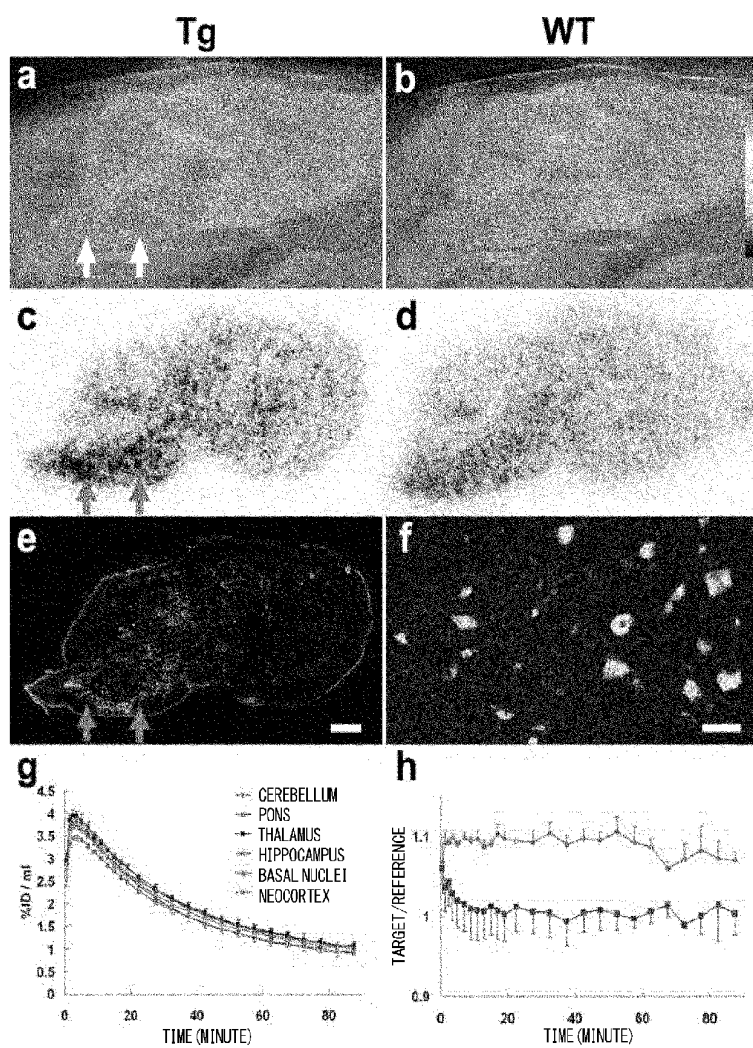 Tg WT
a b
c d
e f
g h
4.5
4
3.5
3
2.5
2
1.5
1
0.5
0
%ID / ml
CEREBELLUM
PONS
THALAMUS
HIPPOCAMPUS
BASAL NUCLEI
NEOCORTEX
0 20 40 60 80
TIME (MINUTE)
TARGET/REFERENCE
1.1
1
0.9
0 20 40 60 80
TIME (MINUTE)